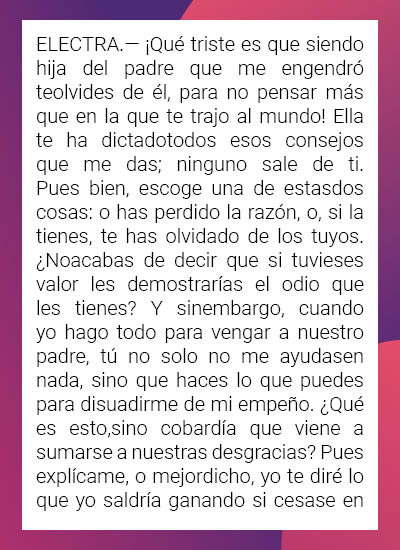 ELECTRA.— ¡Qué triste es que siendo
hija del padre que me engendró
teolvides de él, para no pensar más
que en la que te trajo al mundo! Ella
te ha dictadotodos esos consejos
que me das; ninguno sale de ti.
Pues bien, escoge una de estasdos
cosas: o has perdido la razón, o, si la
tienes, te has olvidado de los tuyos.
¿Noacabas de decir que si tuvieses
valor les demostrarías el odio que
les tienes? Y sinembargo, cuando
yo hago todo para vengar a nuestro
padre, tú no solo no me ayudasen
nada, sino que haces lo que puedes
para disuadirme de mi empeño. ¿Qué
es esto,sino cobardía que viene a
sumarse a nuestras desgracias? Pues
explícame, o mejordicho, yo te diré lo
que yo saldría ganando si cesase en